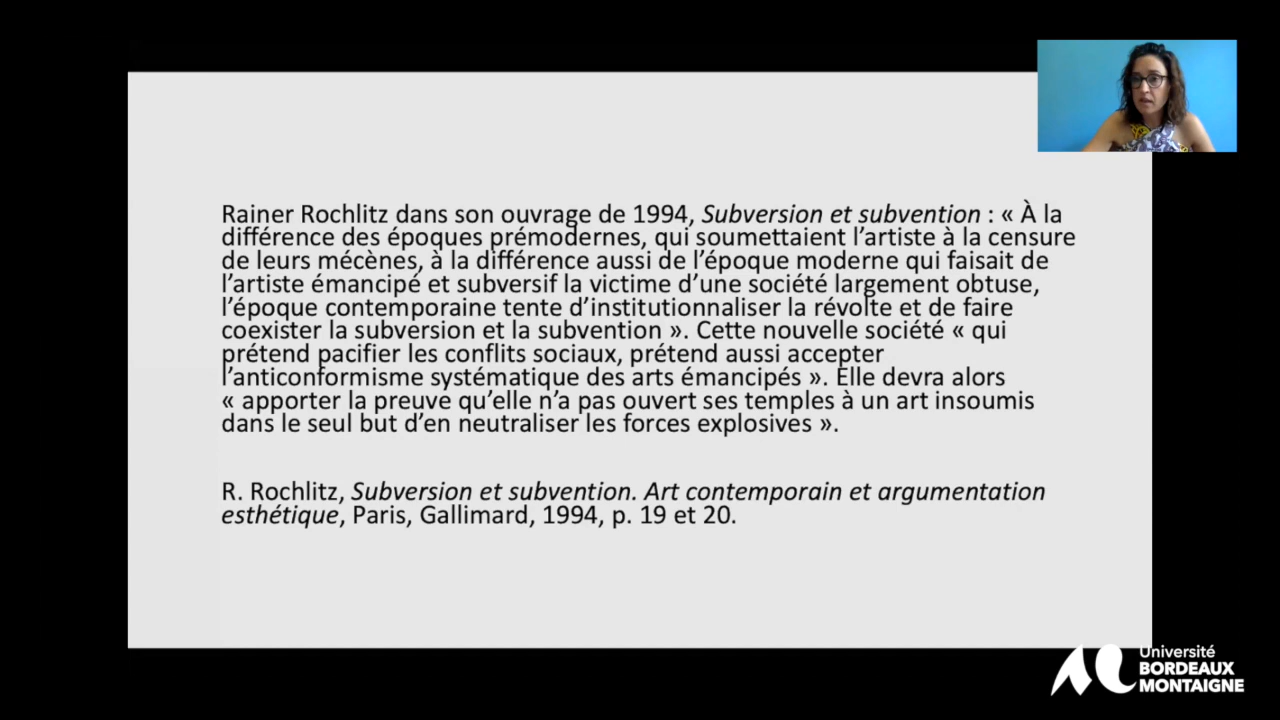 Rainer Rochlitz dans son ouvrage de 1994, Subversion et subvention : « À la
différence des époques prémodernes, qui soumettaient l’artiste à la censure
de leurs mécènes, à la différence aussi de l’époque moderne qui faisait de
l’artiste émancipé et subversif la victime d’une société largement obtuse,
l’époque contemporaine tente d’institutionnaliser la révolte et de faire
coexister la subversion et la subvention ». Cette nouvelle société « qui
prétend pacifier les conflits sociaux, prétend aussi accepter
l’anticonformisme systématique des arts émancipés ». Elle devra alors
« apporter la preuve qu’elle n’a pas ouvert ses temples à un art insoumis
dans le seul but d’en neutraliser les forces explosives ».
R. Rochlitz, Subversion et subvention. Art contemporain et argumentation
esthétique, Paris, Gallimard, 1994, p. 19 et 20.
Université
BORDEAUX
MONTAIGNE